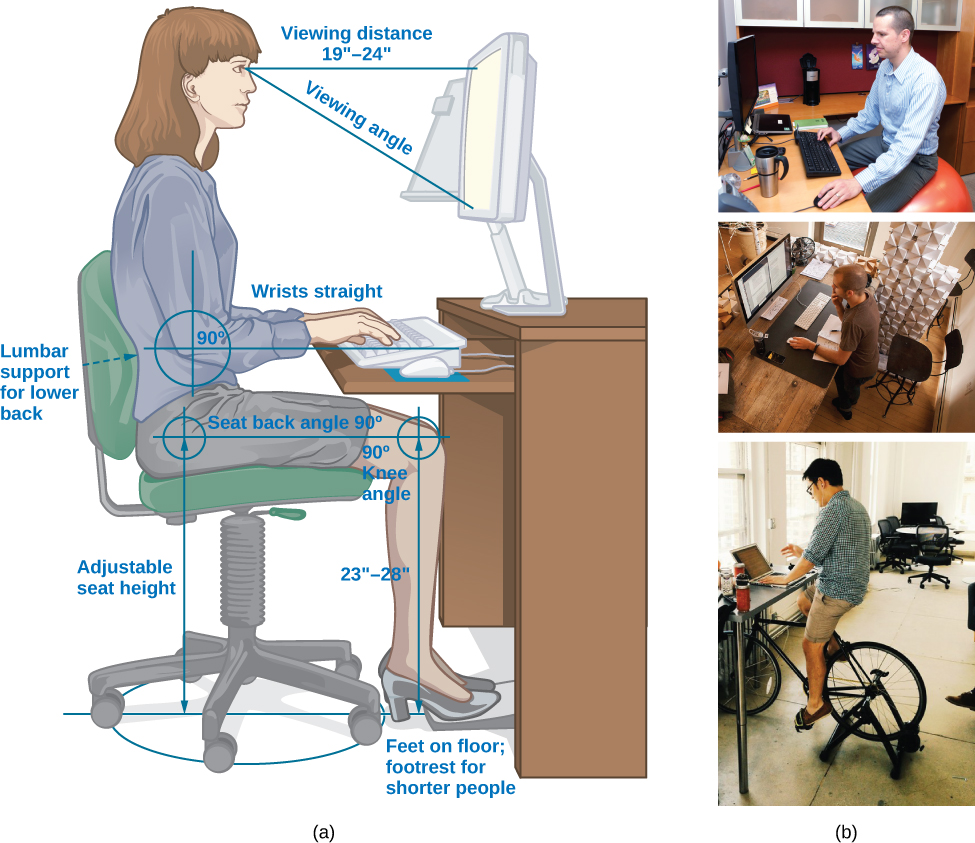 Viewing distance
19"–24"
Viewing angle
Wrists straight
90º
Lumbar
support
for lower
back
Seat back angle 90º
90º
Knee
angle
Adjustable
seat height
23"–28"
Feet on floor;
footrest for
shorter people
(a)
(b)